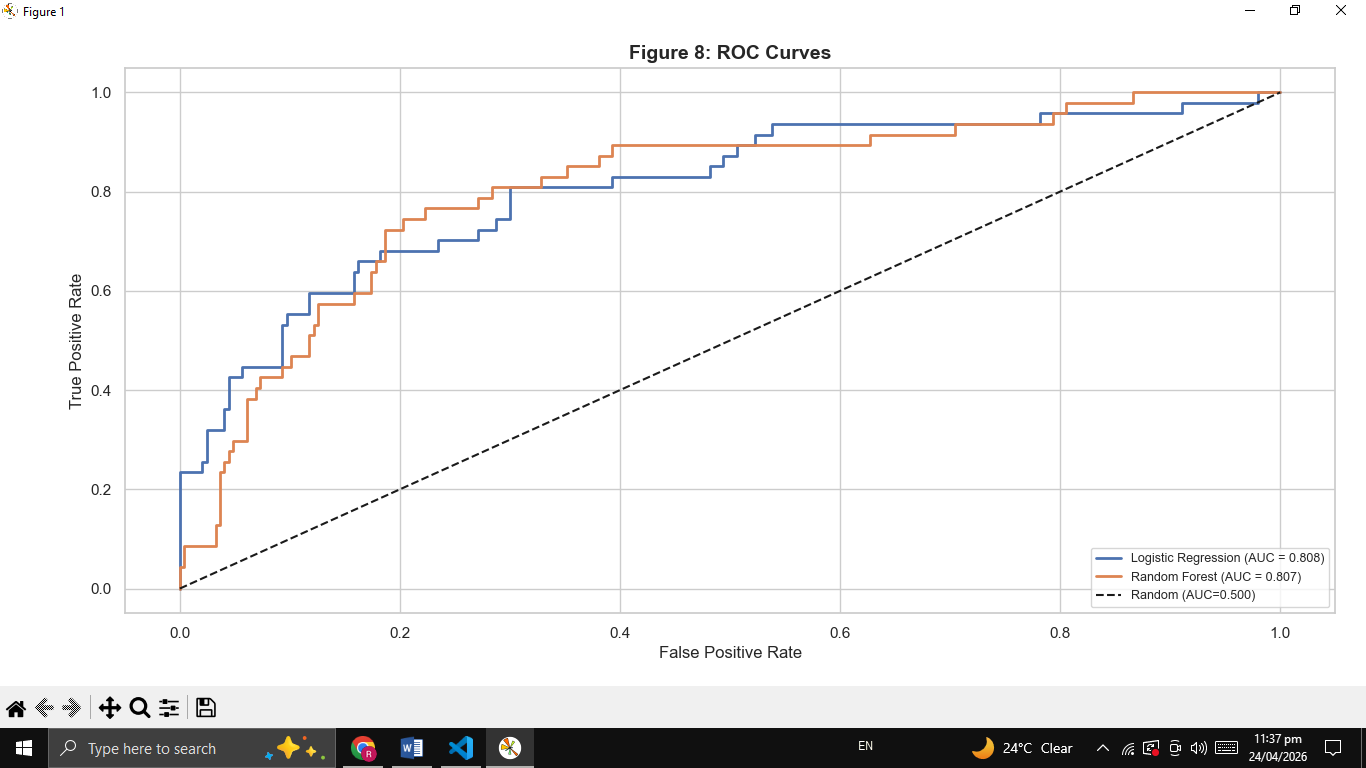 Figure 1
Figure 8: ROC Curves
1.0
0.8
0.6
0.4
0.2
0.0
True Positive Rate
0.0 0.2 0.4 0.6 0.8 1.0
False Positive Rate
Logistic Regression (AUC = 0.808)
Random Forest (AUC = 0.807)
Random (AUC=0.500)
Type here to search
R
W
EN
24°C Clear
11:37 pm
24/04/2026